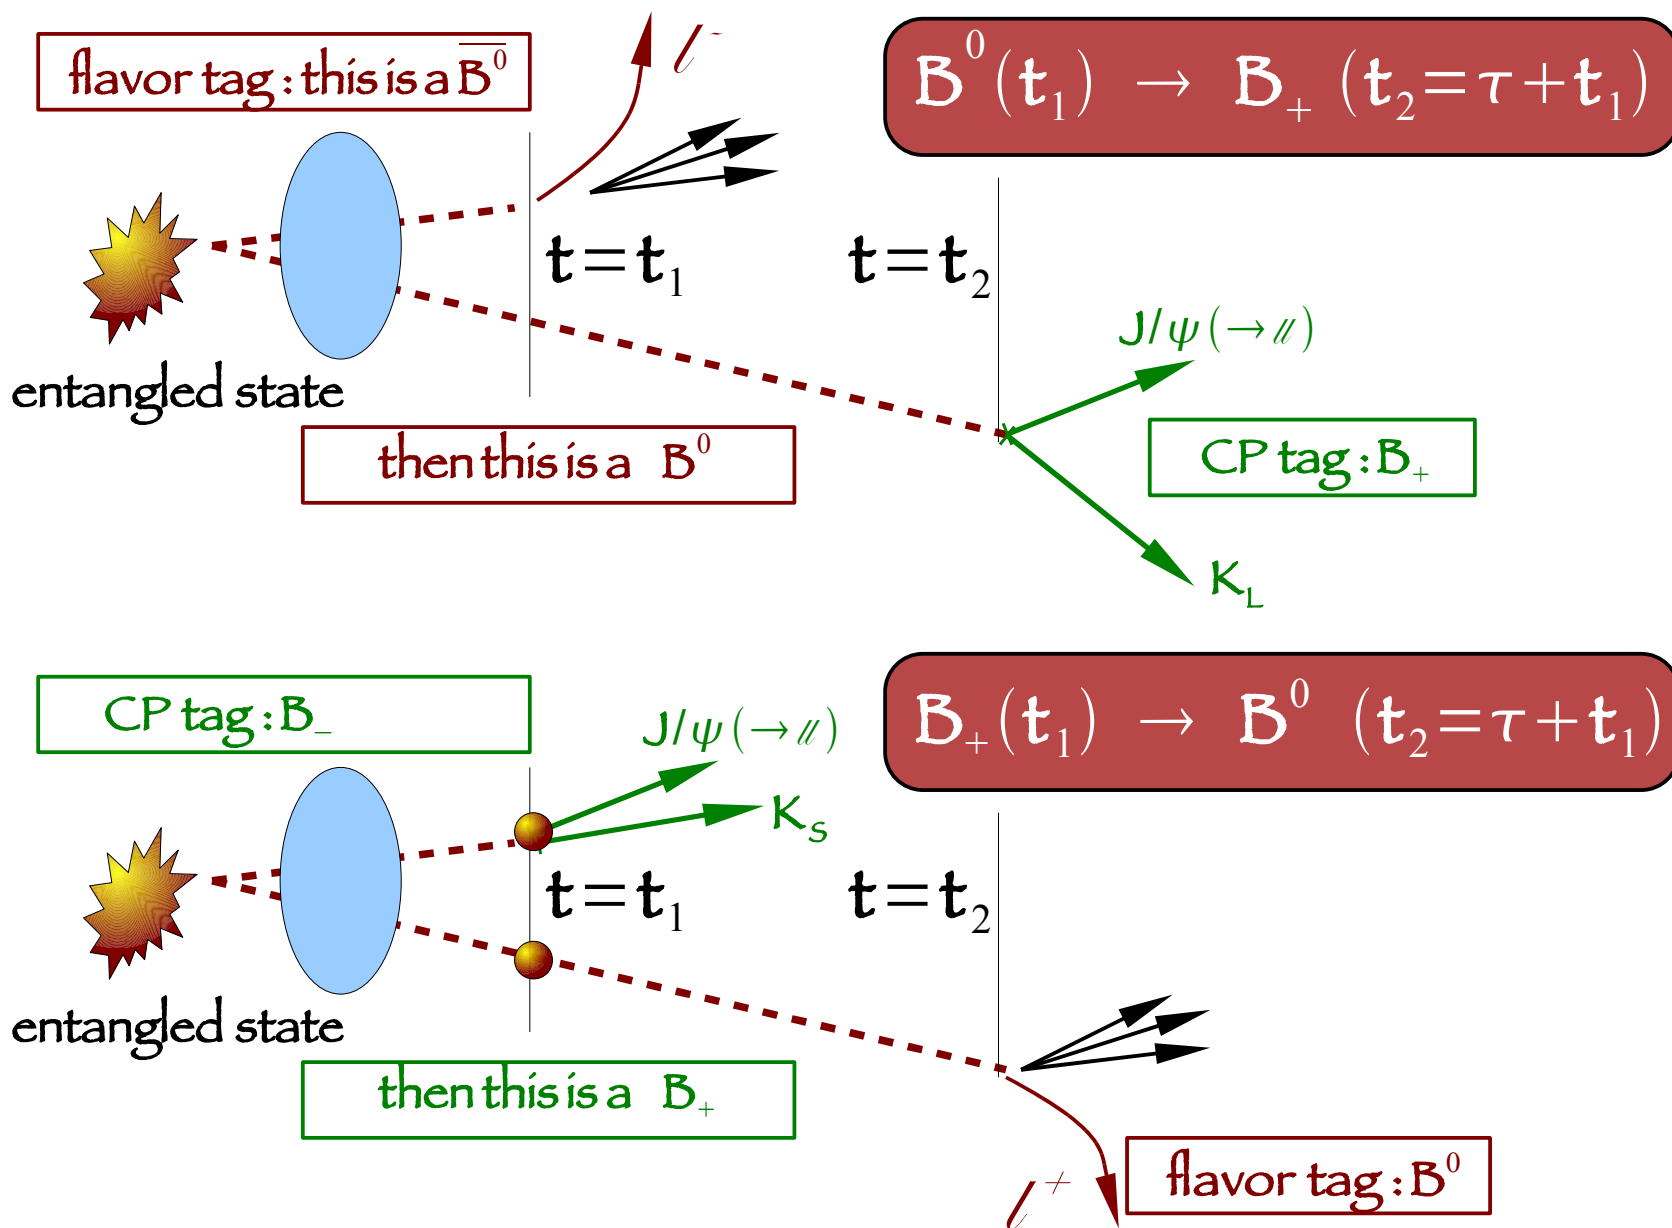 flavor tag : this is a B̅⁰
ℓ⁻
B⁰(t₁) → B₊ (t₂=τ+t₁)
t=t₁
t=t₂
J/ψ(→ℓℓ)
entangled state
then this is a B⁰
CP tag : B₊
K_L
CP tag : B₋
J/ψ(→ℓℓ)
B₊(t₁) → B⁰ (t₂=τ+t₁)
K_S
t=t₁
t=t₂
entangled state
then this is a B₊
ℓ⁺
flavor tag : B⁰